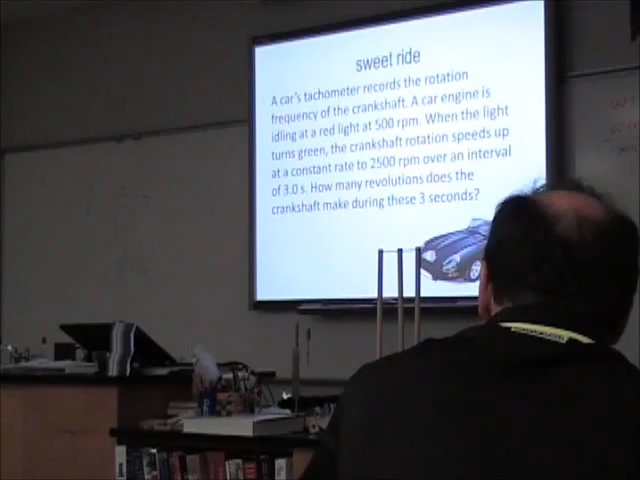 sweet ride
A car's tachometer records the rotation
frequency of the crankshaft. A car engine is
idling at a red light at 500 rpm. When the light
turns green, the crankshaft rotation speeds up
at a constant rate to 2500 rpm over an interval
of 3.0 s. How many revolutions does the
crankshaft make during these 3 seconds?